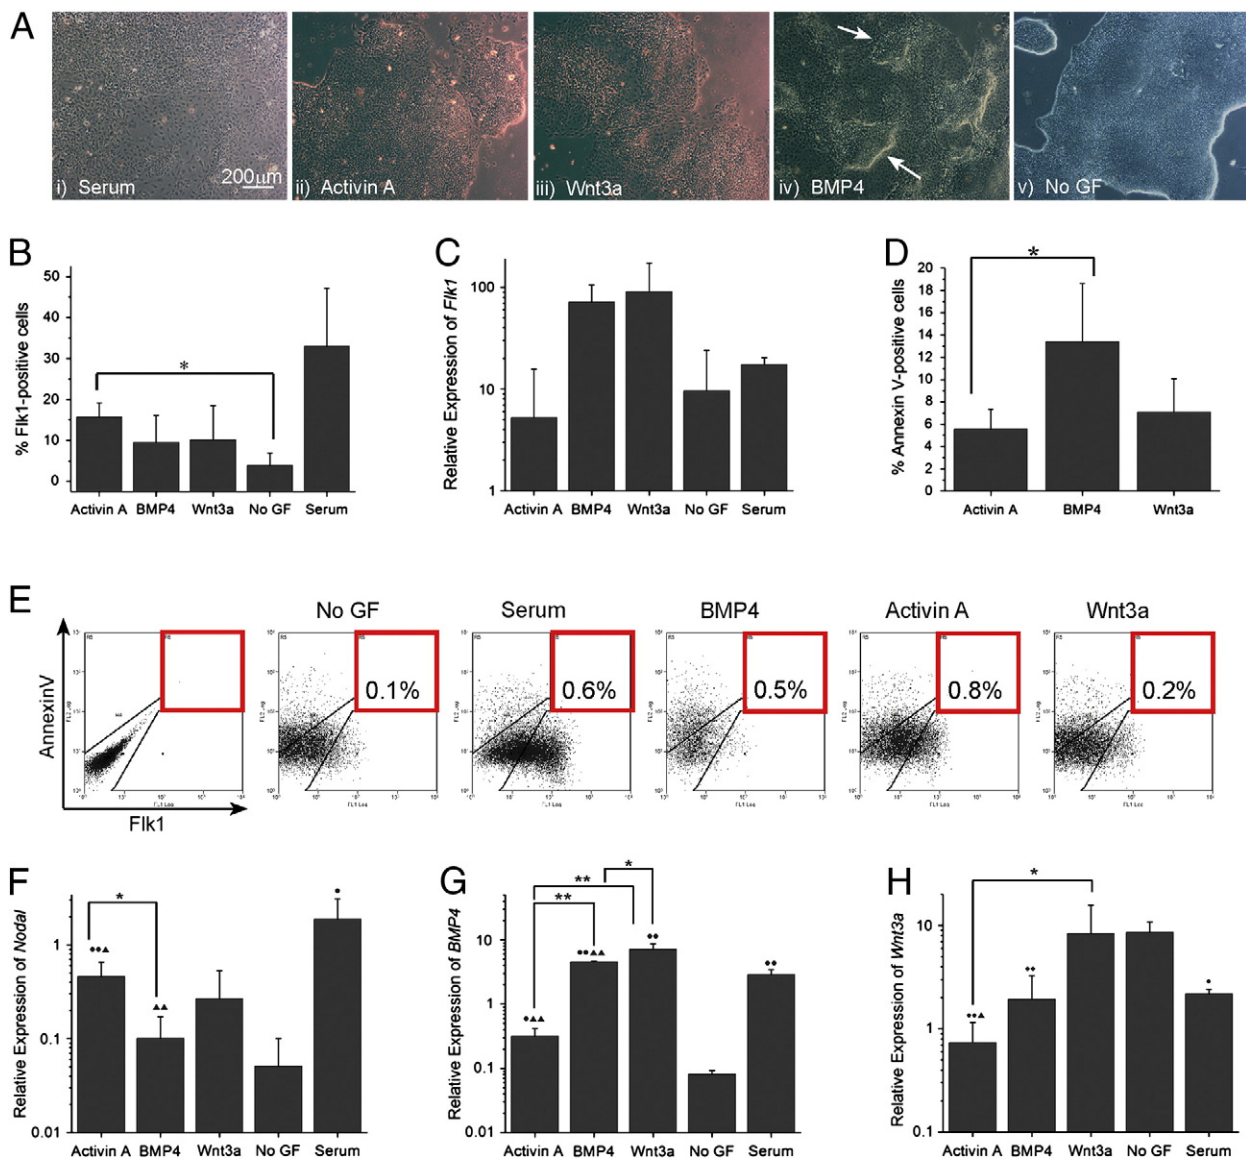 A
i) Serum
200µm
ii) Activin A
iii) Wnt3a
iv) BMP4
v) No GF
B
% Flk1-positive cells
50
40
30
20
10
0
*
Activin A BMP4 Wnt3a No GF Serum
C
Relative Expression of Flk1
100
10
1
Activin A BMP4 Wnt3a No GF Serum
D
% Annexin V-positive cells
20
18
16
14
12
10
8
6
4
2
0
*
Activin A BMP4 Wnt3a
E
No GF Serum BMP4 Activin A Wnt3a
AnnexinV
Flk1
0.1% 0.6% 0.5% 0.8% 0.2%
F
Relative Expression of Nodal
1
0.1
0.01
*
Activin A BMP4 Wnt3a No GF Serum
G
Relative Expression of BMP4
10
1
0.1
0.01
**
**
*
Activin A BMP4 Wnt3a No GF Serum
H
Relative Expression of Wnt3a
10
1
0.1
*
Activin A BMP4 Wnt3a No GF Serum